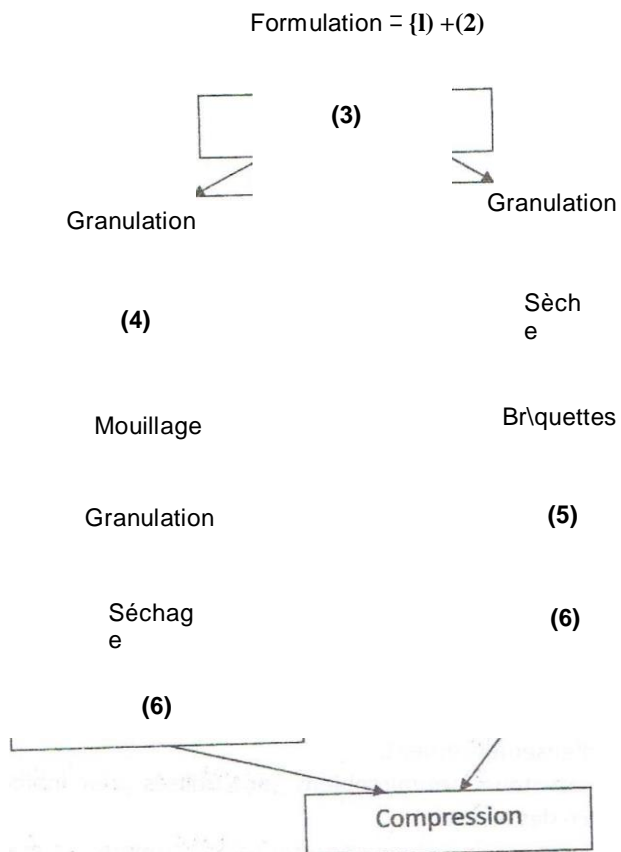 Formulation = {l) +(2)
(3)
Granulation
Granulation
(4)
Sèch
e
Mouillage
Br\quettes
Granulation
(5)
Séchag
e
(6)
(6)
Compression